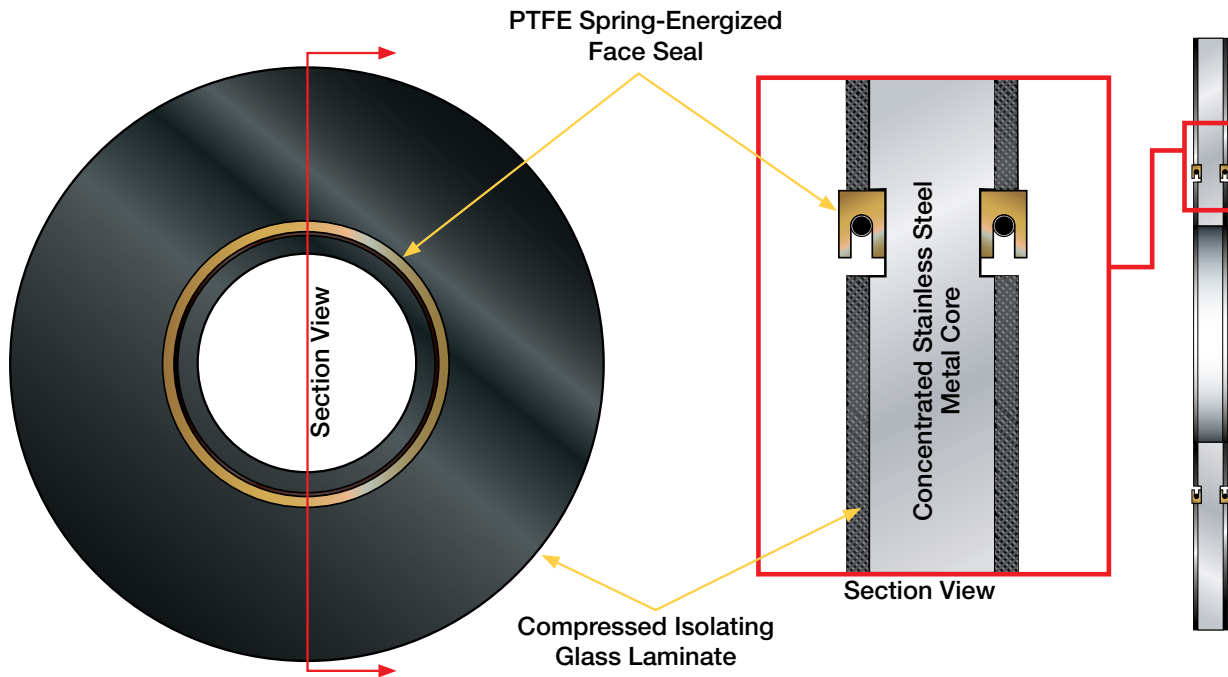 PTFE Spring-Energized
Face Seal
Section View
Concentrated Stainless Steel
Metal Core
Section View
Compressed Isolating
Glass Laminate